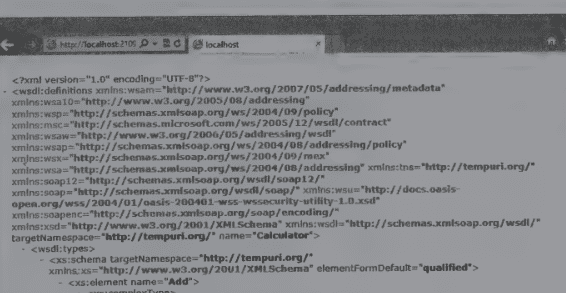 http://localhost:2105
localhost
<?xml version="1.0" encoding="UTF-8"?>
- <wsdl:definitions xmlns:wsam="http://www.w3.org/2007/05/addressing/metadata"
xmlns:wsa10="http://www.w3.org/2005/08/addressing"
xmlns:wsp="http://schemas.xmlsoap.org/ws/2004/09/policy"
xmlns:msc="http://schemas.microsoft.com/ws/2005/12/wsdl/contract"
xmlns:wsaw="http://www.w3.org/2006/05/addressing/wsdl"
xmlns:wsap="http://schemas.xmlsoap.org/ws/2004/08/addressing/policy"
xmlns:wsx="http://schemas.xmlsoap.org/ws/2004/09/mex"
xmlns:wsa="http://schemas.xmlsoap.org/ws/2004/08/addressing" xmlns:tns="http://tempuri.org/"
xmlns:soap12="http://schemas.xmlsoap.org/wsdl/soap12/"
xmlns:soap="http://schemas.xmlsoap.org/wsdl/soap/" xmlns:wsu="http://docs.oasis-
open.org/wss/2004/01/oasis-200401-wss-wssecurity-utility-1.0.xsd"
xmlns:soapenc="http://schemas.xmlsoap.org/soap/encoding/"
xmlns:xsd="http://www.w3.org/2001/XMLSchema" xmlns:wsdl="http://schemas.xmlsoap.org/wsdl/"
targetNamespace="http://tempuri.org/" name="Calculator">
- <wsdl:types>
- <xs:schema targetNamespace="http://tempuri.org/"
xmlns:xs="http://www.w3.org/2001/XMLSchema" elementFormDefault="qualified">
- <xs:element name="Add">